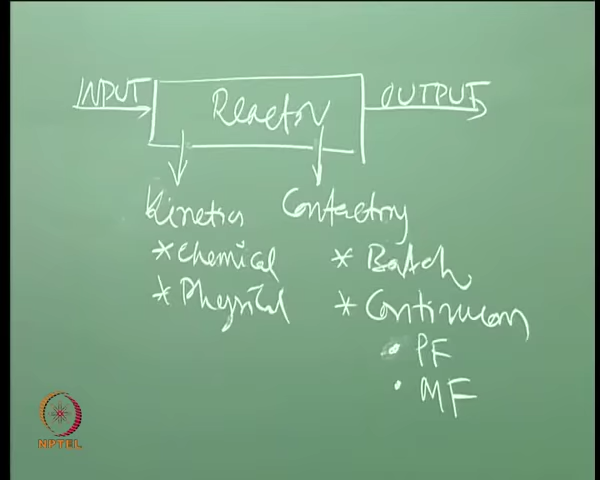 INPUT Reactor OUTPUT
Kinetics Contacting
* Chemical * Batch
* Physical * Continuous
• PF
• MF
NPTEL